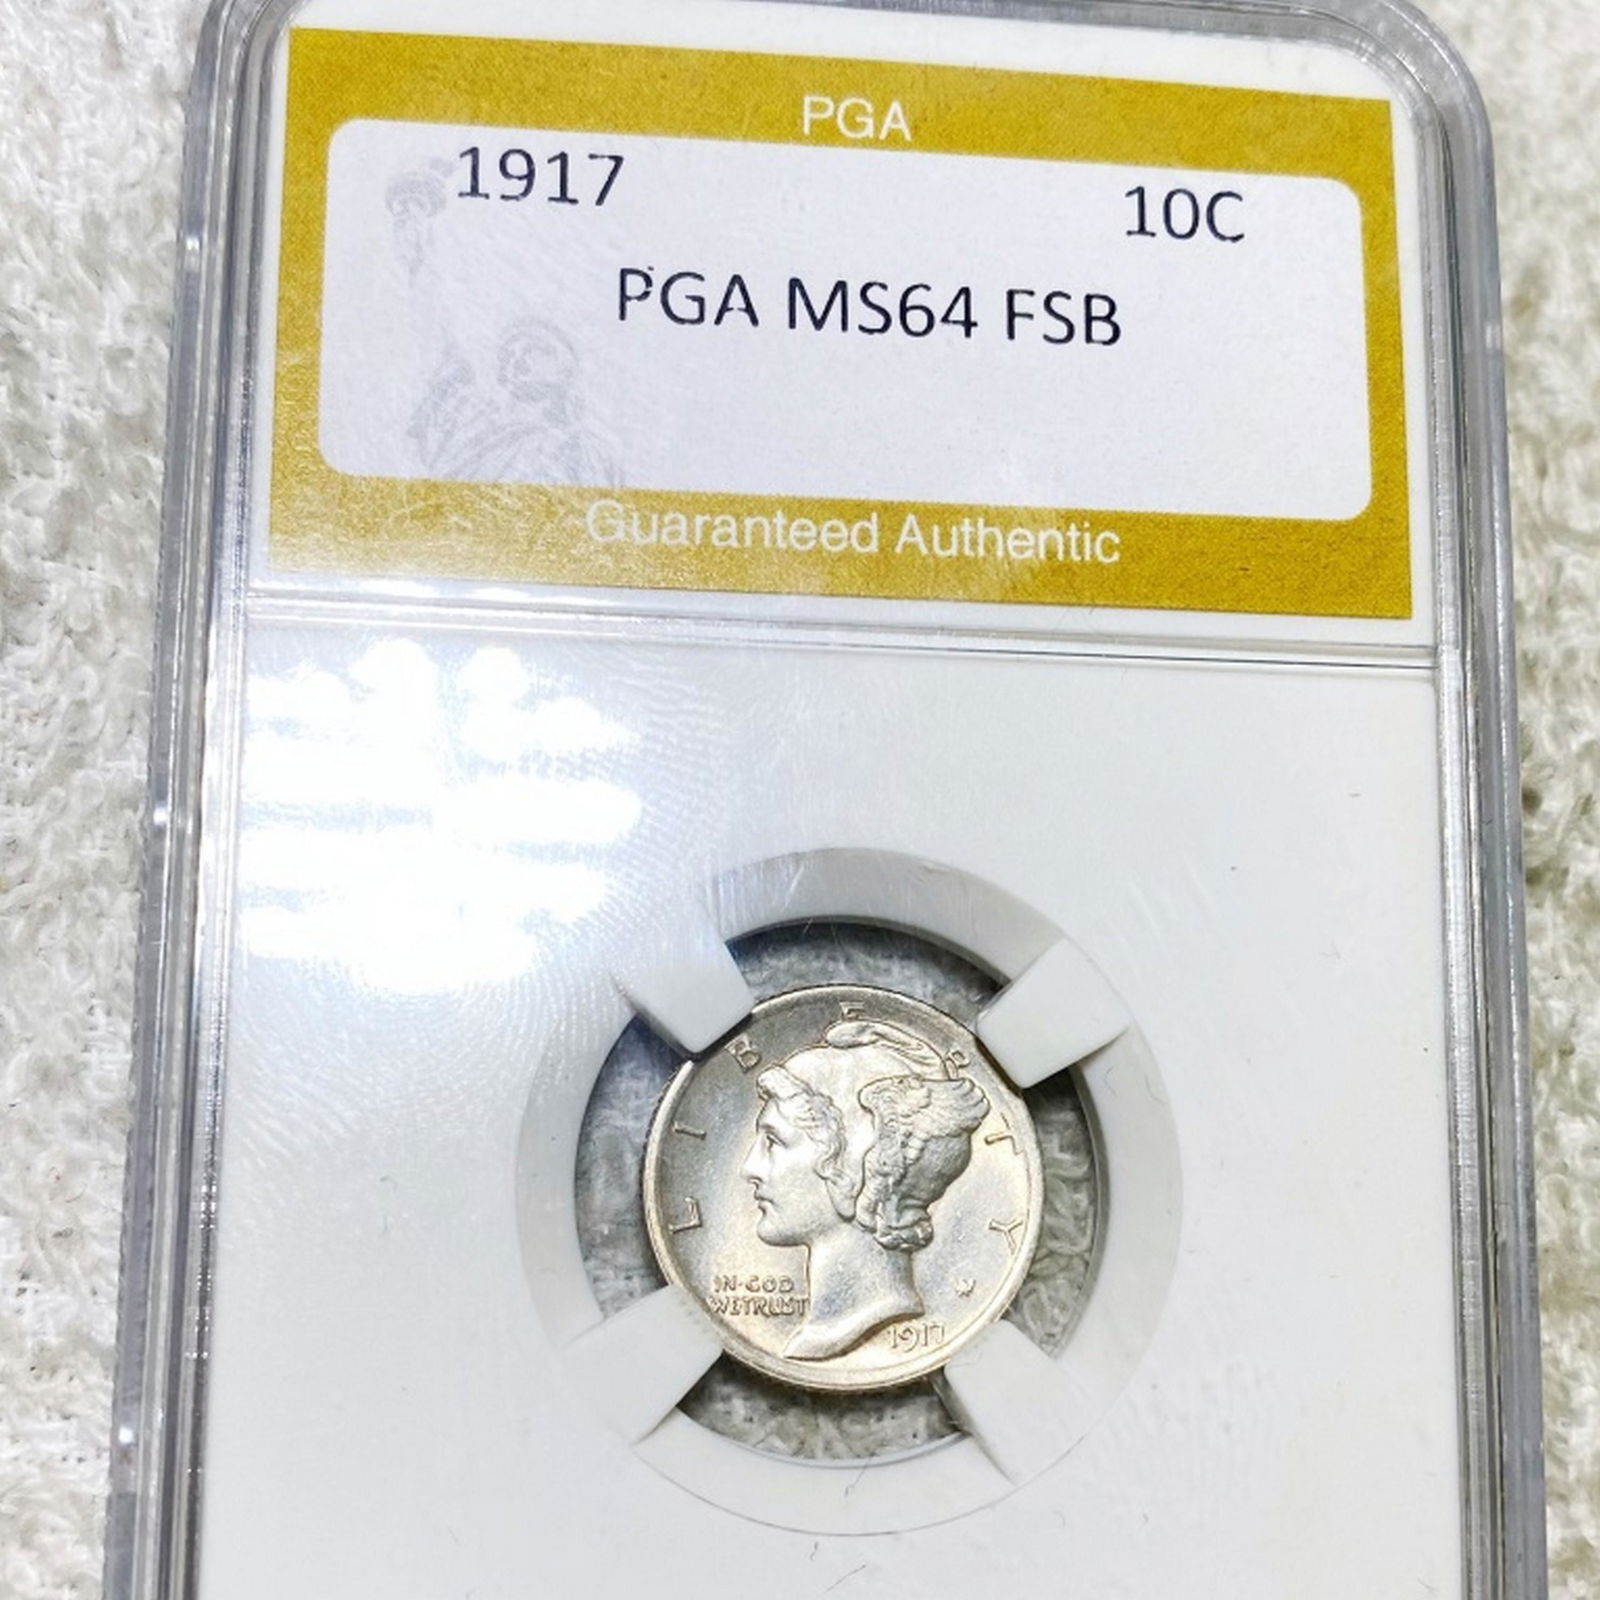 PGA
1917 10C
PGA MS64 FSB
Guaranteed Authentic
LIBERTY
IN·GOD
WE TRUST
1917